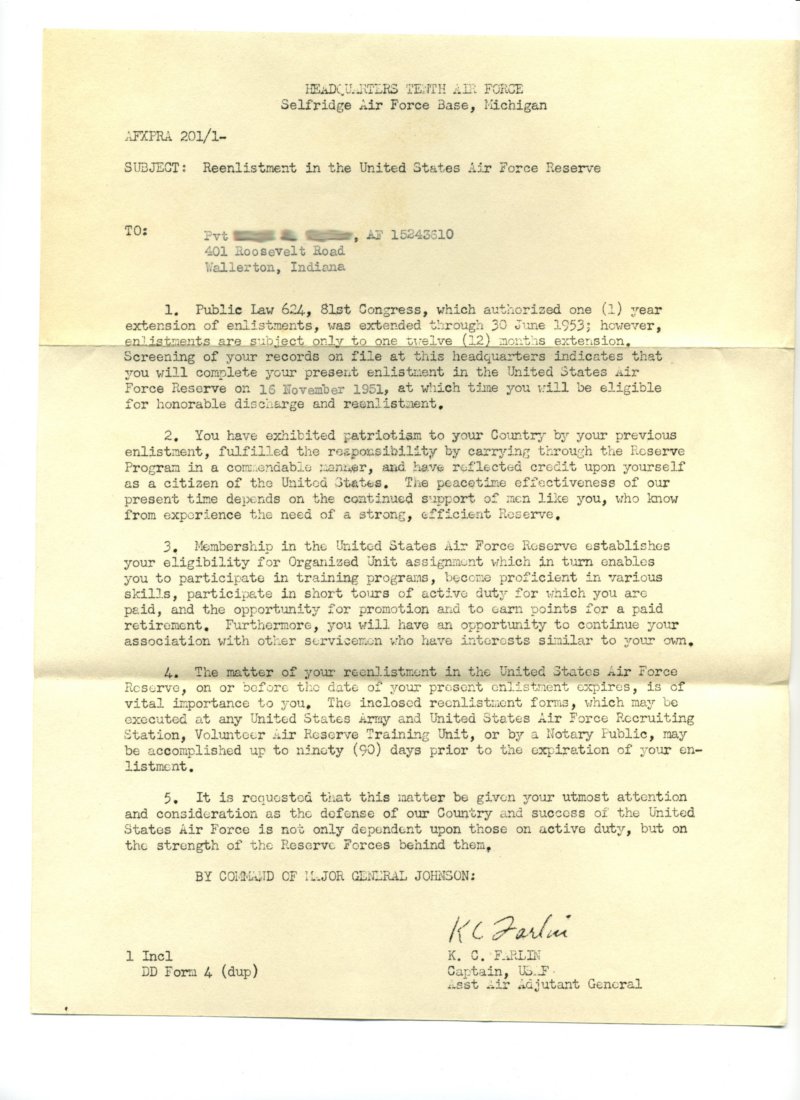 HEADQUARTERS TENTH AIR FORCE
Selfridge Air Force Base, Michigan
AFXPRA 201/1-
SUBJECT: Reenlistment in the United States Air Force Reserve
TO: Pvt , AF 15243610
401 Roosevelt Road
Wallerton, Indiana
1. Public Law 624, 81st Congress, which authorized one (1) year
extension of enlistments, was extended through 30 June 1953; however,
enlistments are subject only to one twelve (12) months extension.
Screening of your records on file at this headquarters indicates that
you will complete your present enlistment in the United States Air
Force Reserve on 16 November 1951, at which time you will be eligible
for honorable discharge and reenlistment.
2. You have exhibited patriotism to your Country by your previous
enlistment, fulfilled the responsibility by carrying through the Reserve
Program in a commendable manner, and have reflected credit upon yourself
as a citizen of the United States. The peacetime effectiveness of our
present time depends on the continued support of men like you, who know
from experience the need of a strong, efficient Reserve.
3. Membership in the United States Air Force Reserve establishes
your eligibility for Organized Unit assignment which in turn enables
you to participate in training programs, become proficient in various
skills, participate in short tours of active duty for which you are
paid, and the opportunity for promotion and to earn points for a paid
retirement. Furthermore, you will have an opportunity to continue your
association with other servicemen who have interests similar to your own.
4. The matter of your reenlistment in the United States Air Force
Reserve, on or before the date of your present enlistment expires, is of
vital importance to you. The inclosed reenlistment forms, which may be
executed at any United States Army and United States Air Force Recruiting
Station, Volunteer Air Reserve Training Unit, or by a Notary Public, may
be accomplished up to ninety (90) days prior to the expiration of your en-
listment.
5. It is requested that this matter be given your utmost attention
and consideration as the defense of our Country and success of the United
States Air Force is not only dependent upon those on active duty, but on
the strength of the Reserve Forces behind them.
BY COMMAND OF MAJOR GENERAL JOHNSON:
K C Farlin
1 Incl
DD Form 4 (dup)
K. C. FARLIN
Captain, USAF
Asst Air Adjutant General